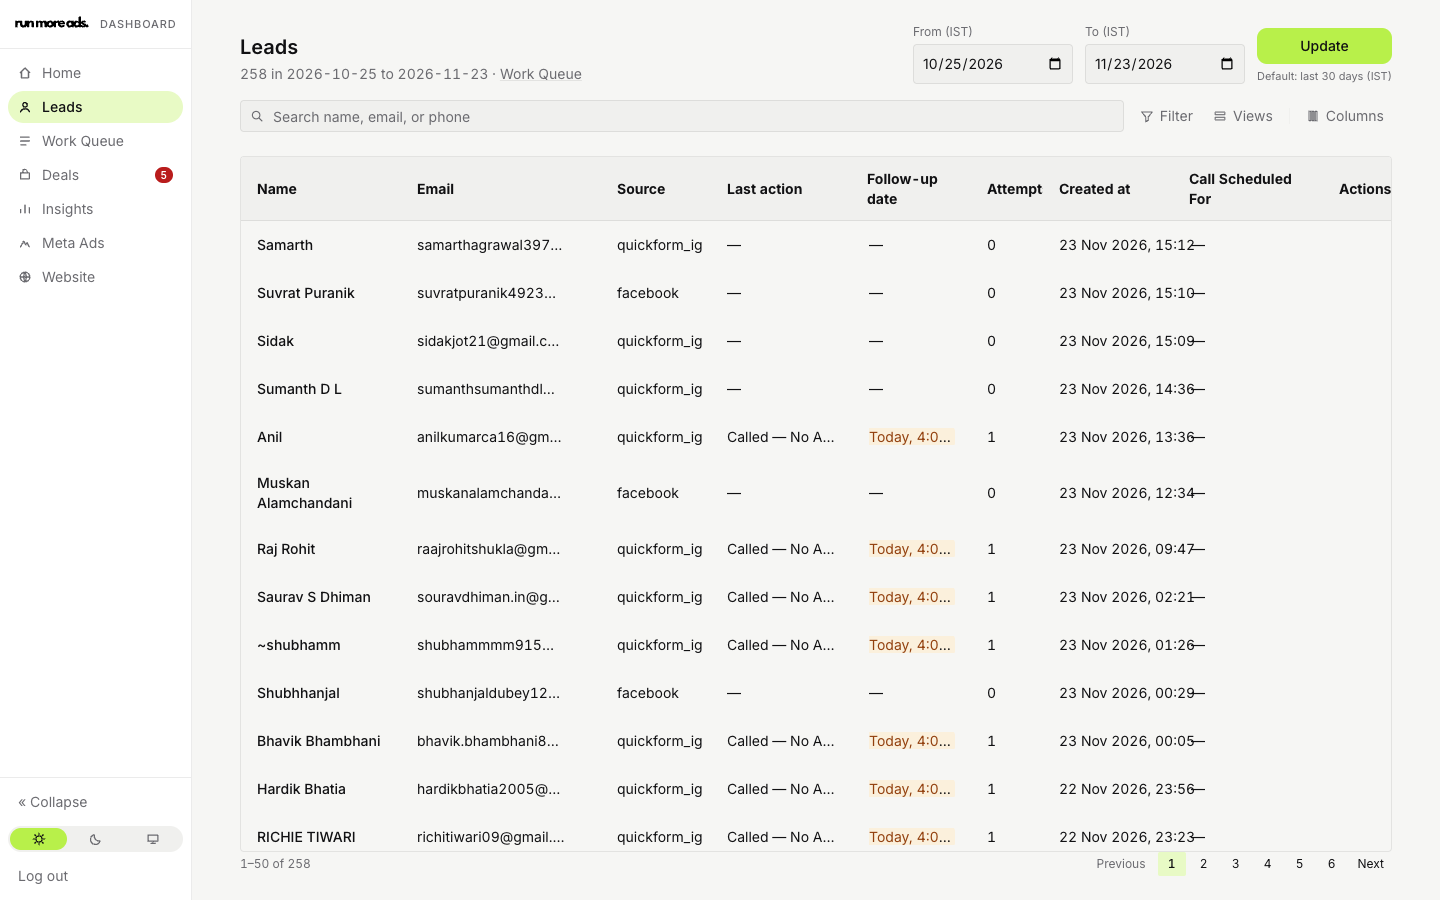 runmoreads. DASHBOARD
Home
Leads
Work Queue
Deals 5
Insights
Meta Ads
Website
« Collapse
Log out
Leads
258 in 2026-10-25 to 2026-11-23 · Work Queue
From (IST)
10/25/2026
To (IST)
11/23/2026
Update
Default: last 30 days (IST)
Search name, email, or phone
Filter
Views
Columns
Name Email Source Last action Follow-up date Attempt Created at Call Scheduled For Actions
Samarth samarthagrawal397... quickform_ig — — 0 23 Nov 2026, 15:12 —
Suvrat Puranik suvratpuranik4923... facebook — — 0 23 Nov 2026, 15:10 —
Sidak sidakjot21@gmail.c... quickform_ig — — 0 23 Nov 2026, 15:09 —
Sumanth D L sumanthsumanthdl... quickform_ig — — 0 23 Nov 2026, 14:36 —
Anil anilkumarca16@gm... quickform_ig Called — No A... Today, 4:0... 1 23 Nov 2026, 13:36 —
Muskan Alamchandani muskanalamchanda... facebook — — 0 23 Nov 2026, 12:34 —
Raj Rohit raajrohitshukla@gm... quickform_ig Called — No A... Today, 4:0... 1 23 Nov 2026, 09:47 —
Saurav S Dhiman souravdhiman.in@g... quickform_ig Called — No A... Today, 4:0... 1 23 Nov 2026, 02:21 —
~shubhamm shubhammmm915... quickform_ig Called — No A... Today, 4:0... 1 23 Nov 2026, 01:26 —
Shubhhanjal shubhanjaldubey12... facebook — — 0 23 Nov 2026, 00:29 —
Bhavik Bhambhani bhavik.bhambhani8... quickform_ig Called — No A... Today, 4:0... 1 23 Nov 2026, 00:05 —
Hardik Bhatia hardikbhatia2005@... quickform_ig Called — No A... Today, 4:0... 1 22 Nov 2026, 23:56 —
RICHIE TIWARI richitiwari09@gmail.... quickform_ig Called — No A... Today, 4:0... 1 22 Nov 2026, 23:23 —
1–50 of 258
Previous 1 2 3 4 5 6 Next